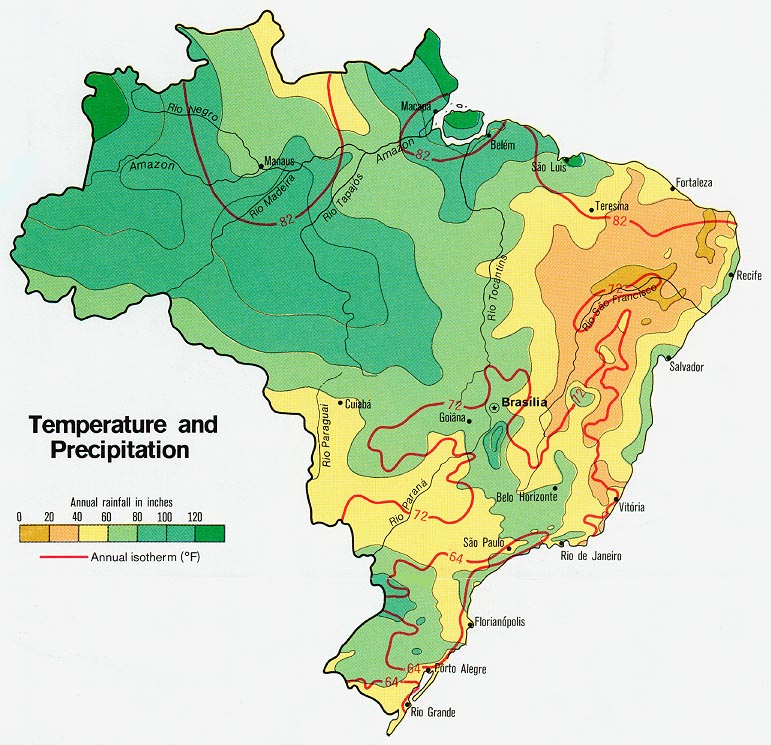 Macapá
Rio Negro
82
Belém
Amazon
Manaus
Amazon
São Luis
Rio Madeira
Rio Tapajós
Fortaleza
Teresina
82
82
Rio Tocantins
Recife
72
Rio São Francisco
Salvador
72
Brasília
72
Cuiabá
Goiâna
Temperature and
Precipitation
Rio Paraguai
Annual rainfall in inches
0 20 40 60 80 100 120
Annual isotherm (°F)
Rio Paraná
72
Belo Horizonte
Vitória
São Paulo
64
Rio de Janeiro
Florianópolis
64
Porto Alegre
64
Rio Grande